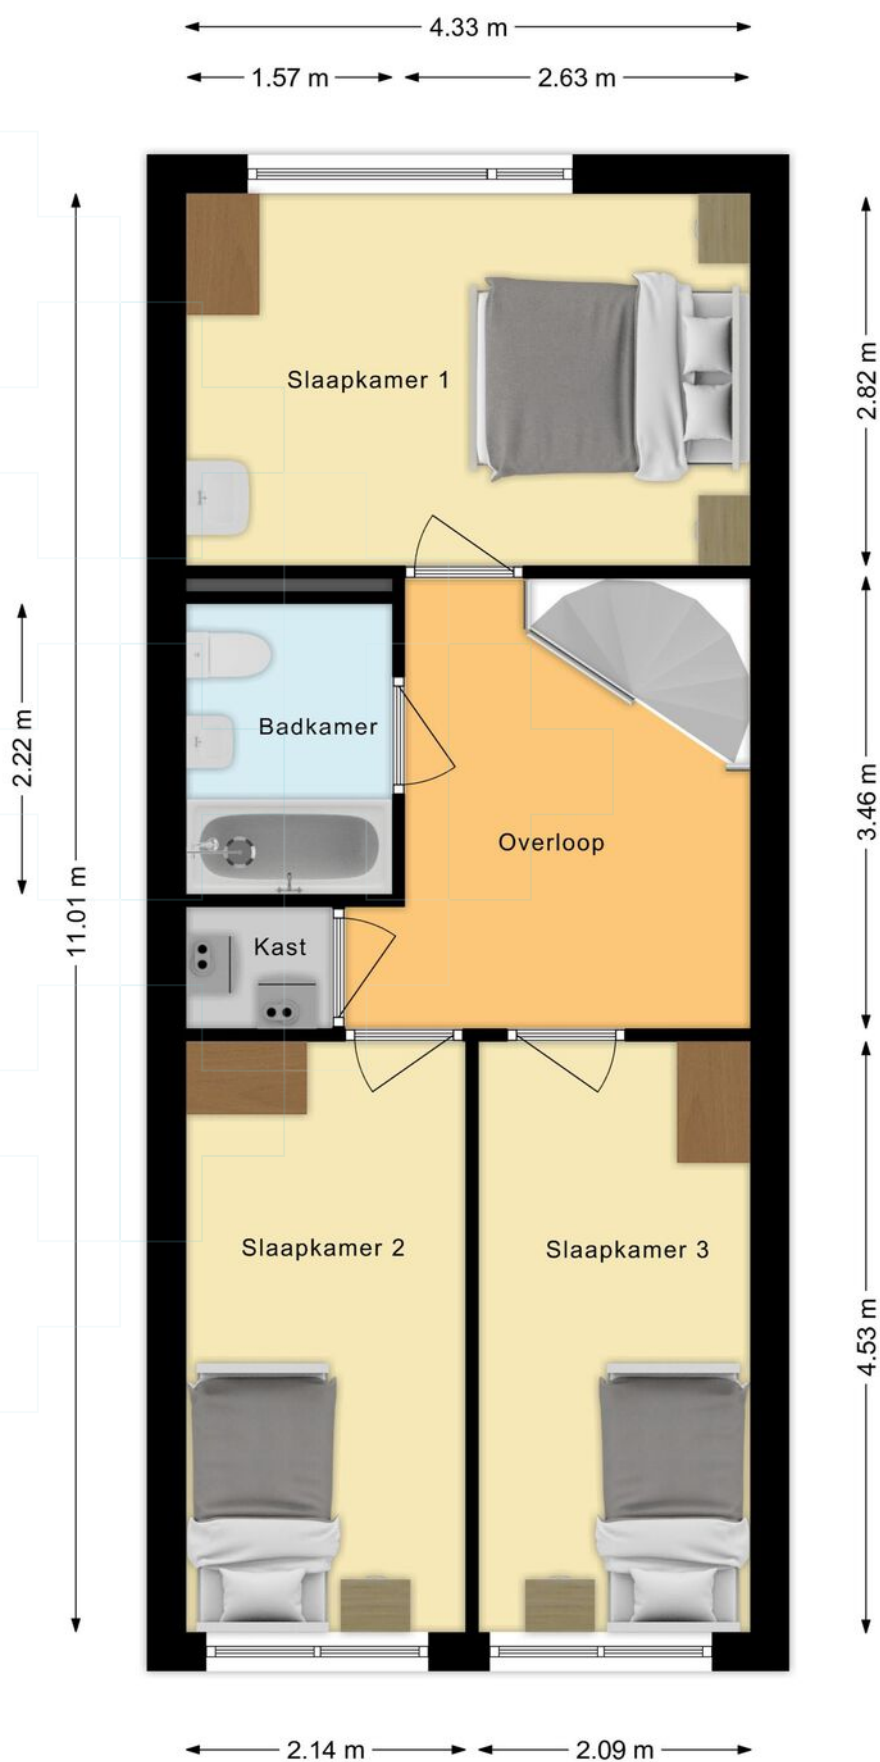 4.33 m
1.57 m
2.63 m
2.82 m
Slaapkamer 1
2.22 m
Badkamer
3.46 m
Overloop
11.01 m
Kast
Slaapkamer 2
Slaapkamer 3
4.53 m
2.14 m
2.09 m